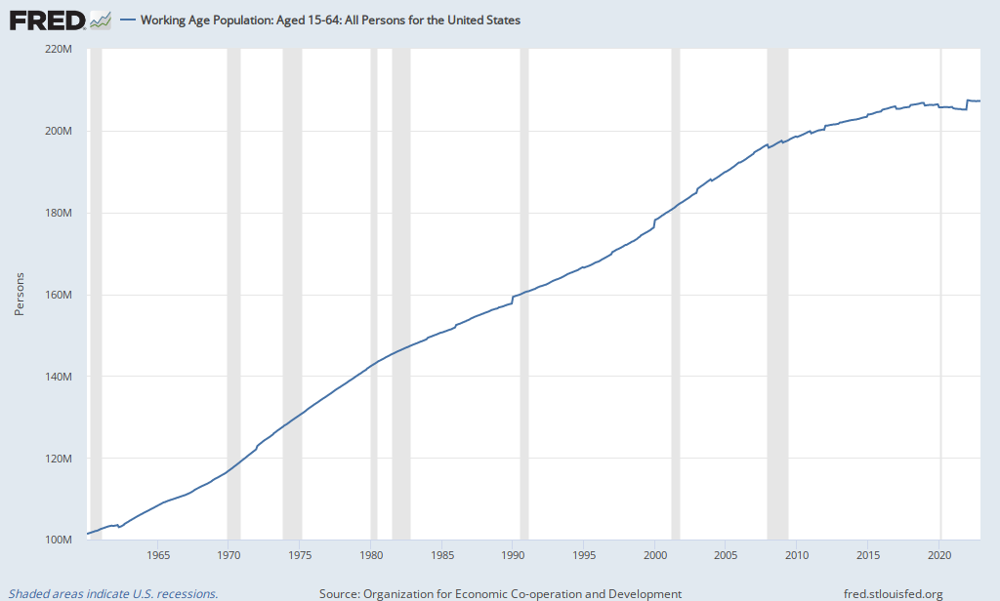 FRED Working Age Population: Aged 15-64: All Persons for the United States
220M
200M
180M
160M
140M
120M
100M
Persons
1965 1970 1975 1980 1985 1990 1995 2000 2005 2010 2015 2020
Shaded areas indicate U.S. recessions. Source: Organization for Economic Co-operation and Development fred.stlouisfed.org